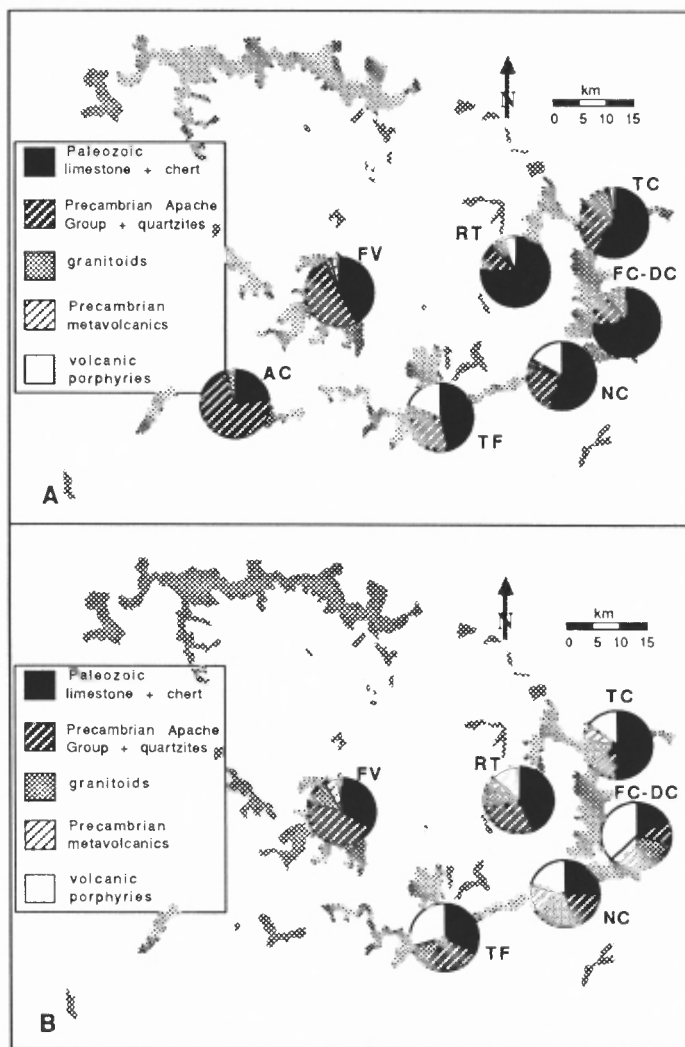 N
km
0 5 10 15
Paleozoic
limestone + chert
Precambrian Apache
Group + quartzites
granitoids
Precambrian
metavolcanics
volcanic
porphyries
TC
RT
FV
FC-DC
AC
NC
TF
A
N
km
0 5 10 15
Paleozoic
limestone + chert
Precambrian Apache
Group + quartzites
granitoids
Precambrian
metavolcanics
volcanic
porphyries
TC
RT
FV
FC-DC
NC
TF
B